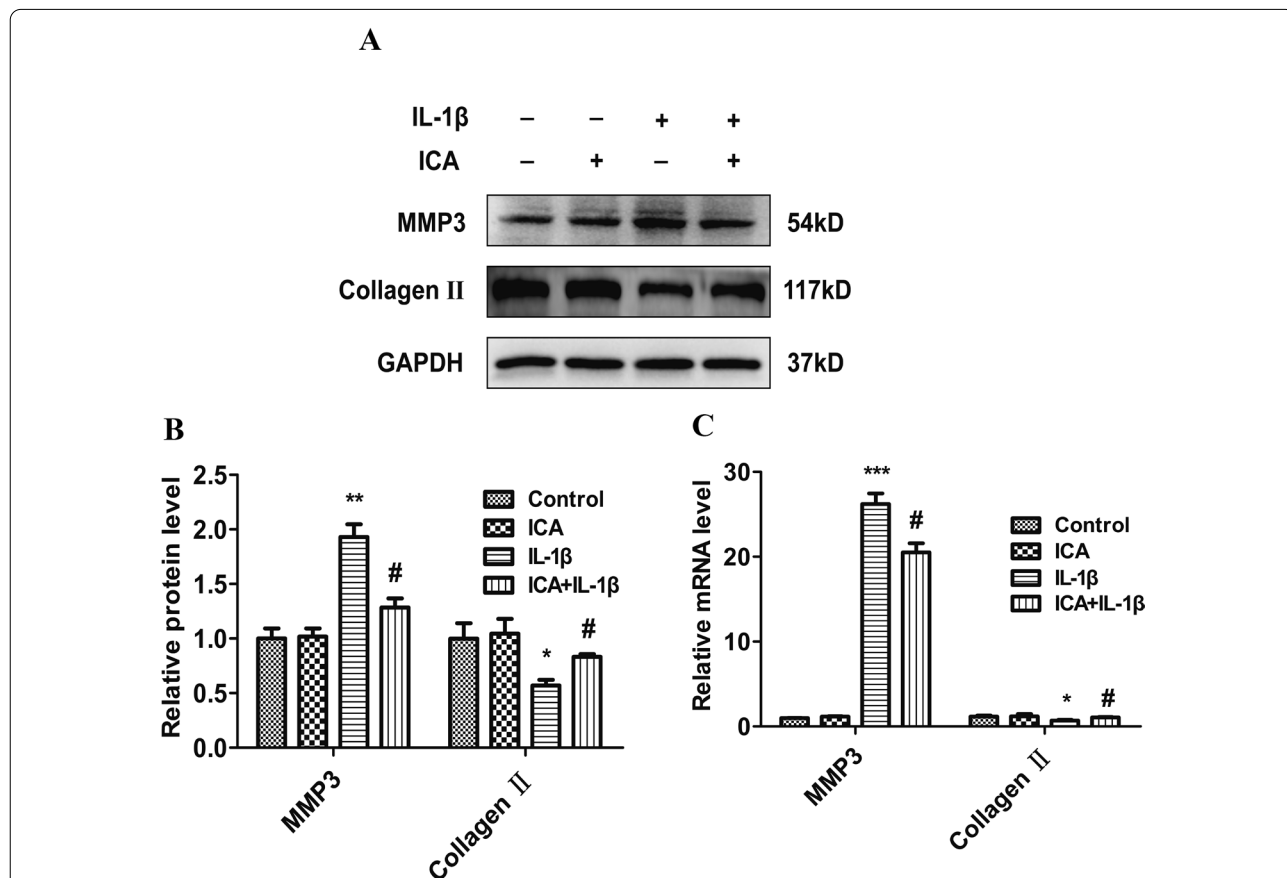 A
IL-1β – – + +
ICA – + – +
MMP3 54kD
Collagen II 117kD
GAPDH 37kD
B
Relative protein level
2.5
2.0
1.5
1.0
0.5
0.0
**
#
*
#
Control
ICA
IL-1β
ICA+IL-1β
MMP3
Collagen II
C
Relative mRNA level
30
20
10
0
***
#
*
#
Control
ICA
IL-1β
ICA+IL-1β
MMP3
Collagen II